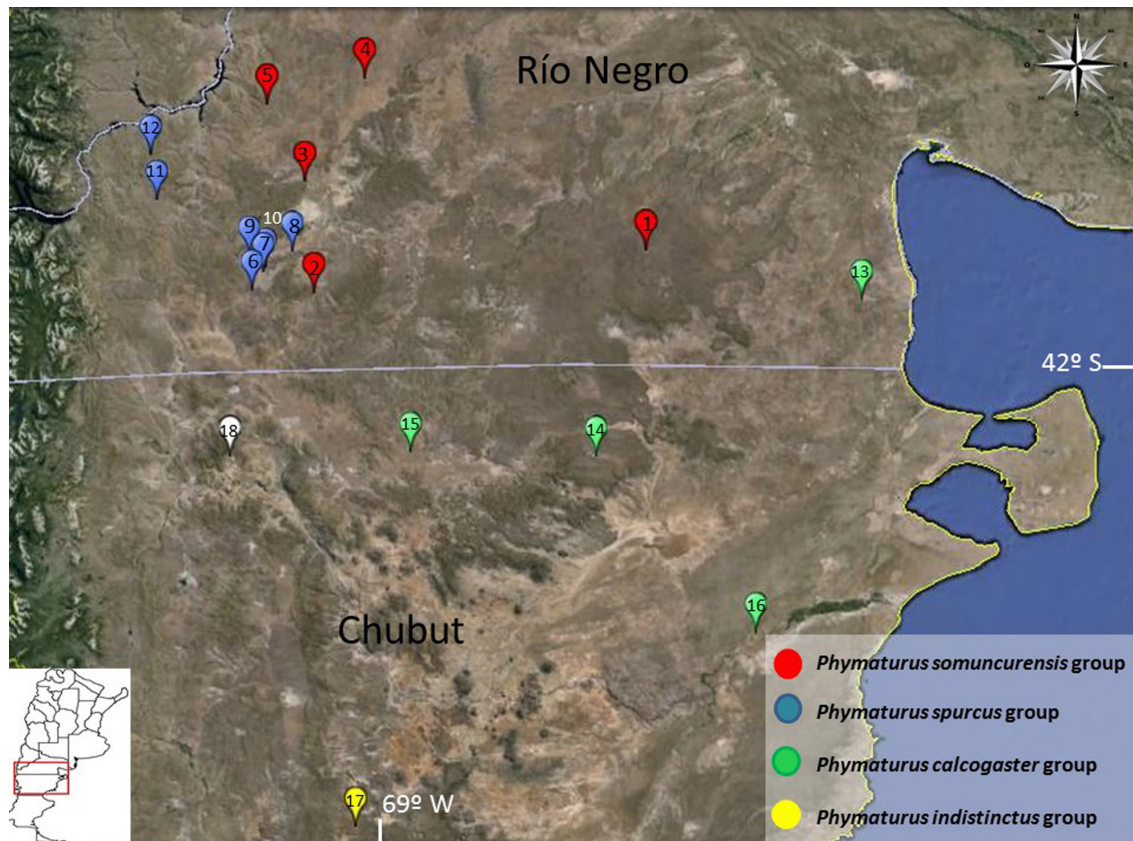 N
O
E
S
4
Río Negro
5
12
3
11
10
9
8
1
7
6
2
13
42º S
18
15
14
16
Chubut
Phymaturus somuncurensis group
Phymaturus spurcus group
Phymaturus calcogaster group
Phymaturus indistinctus group
17
69º W